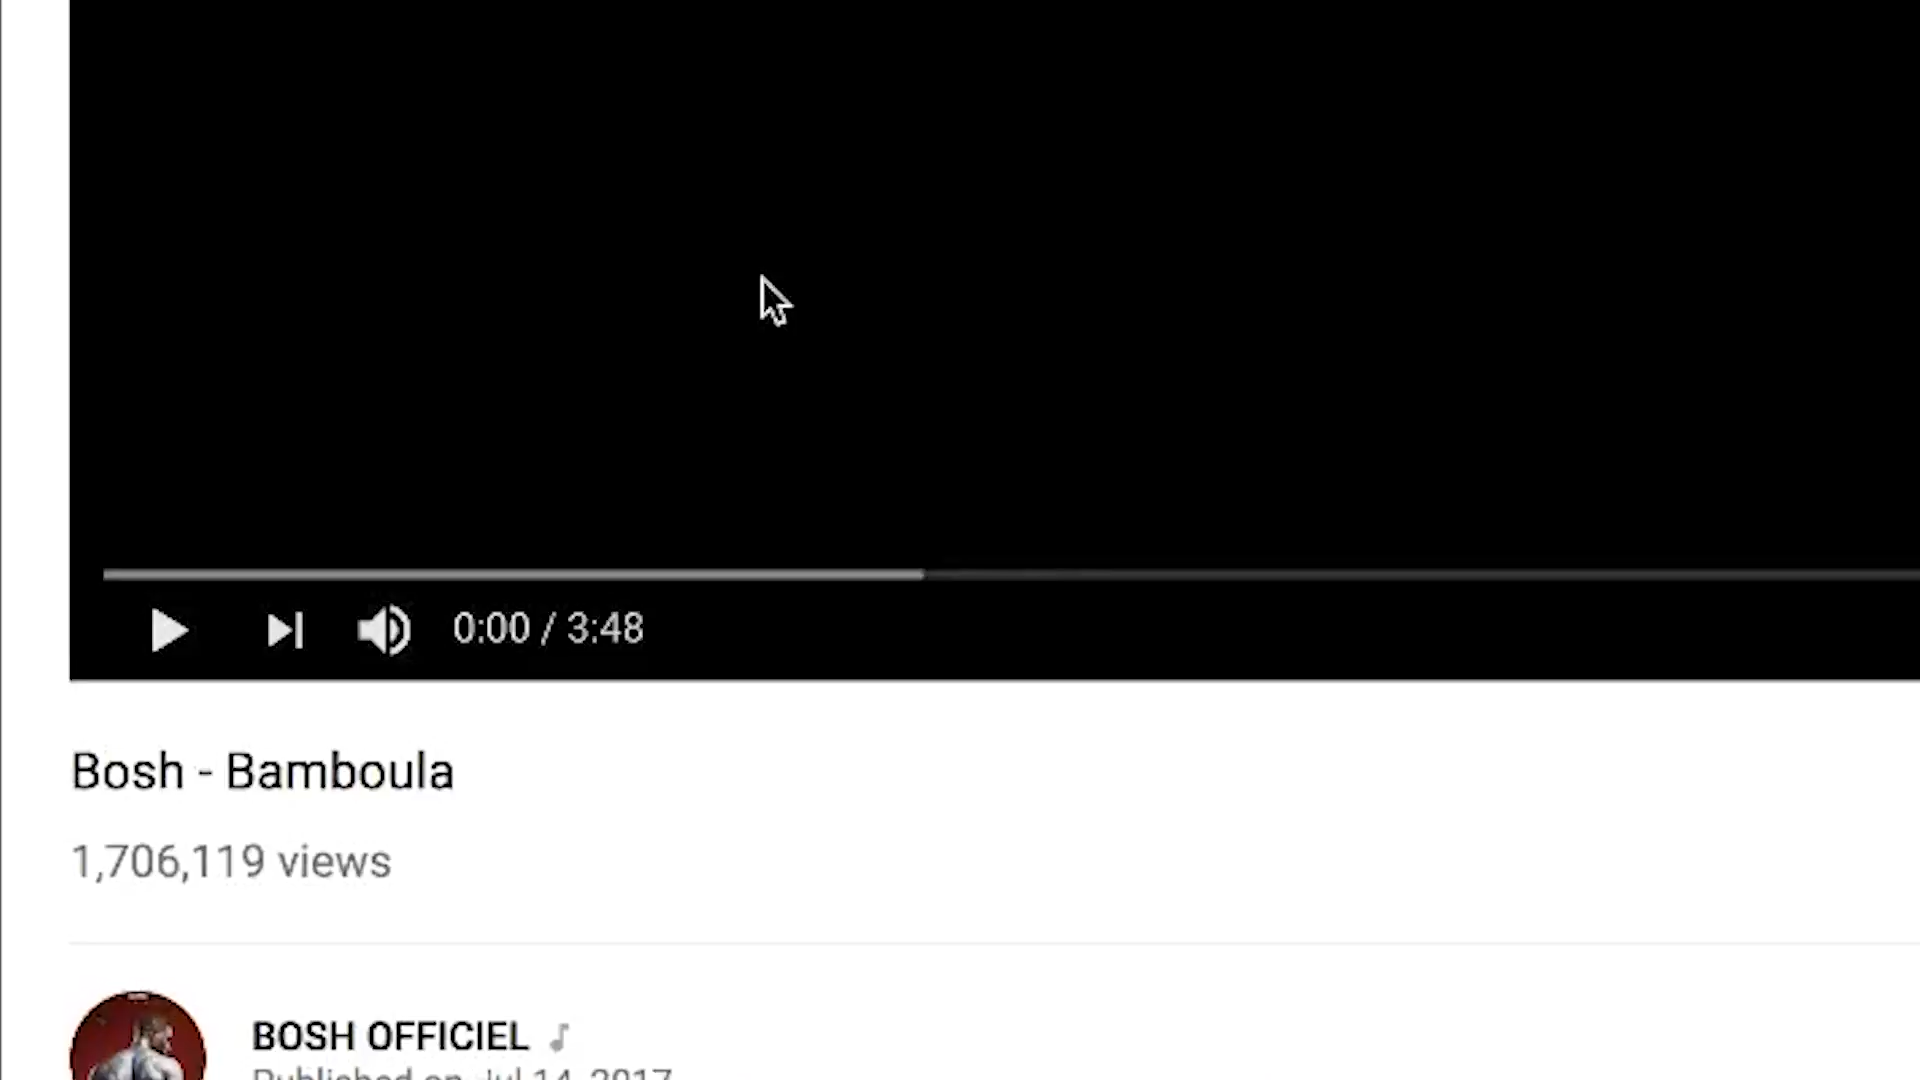 0:00 / 3:48
Bosh - Bamboula
1,706,119 views
BOSH OFFICIEL
Published on Jul 14, 2017